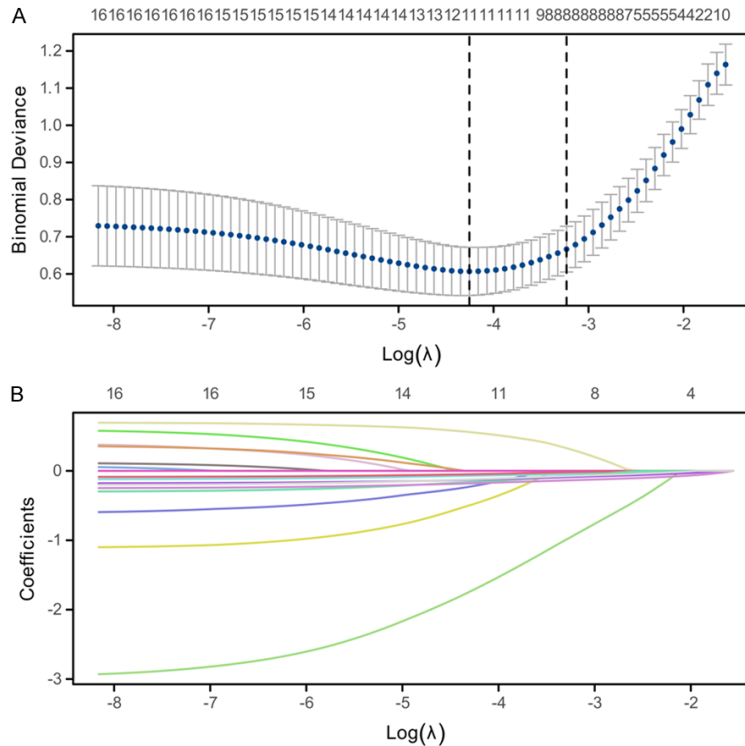 A
16161616161616151515151514141414141313121111111111 9888888888755555442210
Binomial Deviance
1.2
1.1
1.0
0.9
0.8
0.7
0.6
-8 -7 -6 -5 -4 -3 -2
Log(λ)
B
16 16 15 14 11 8 4
Coefficients
0
-1
-2
-3
-8 -7 -6 -5 -4 -3 -2
Log(λ)